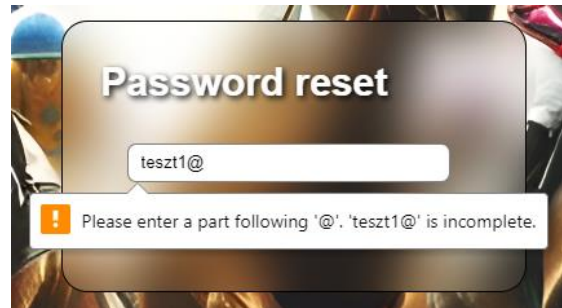 Password reset
teszt1@
Please enter a part following '@'. 'teszt1@' is incomplete.